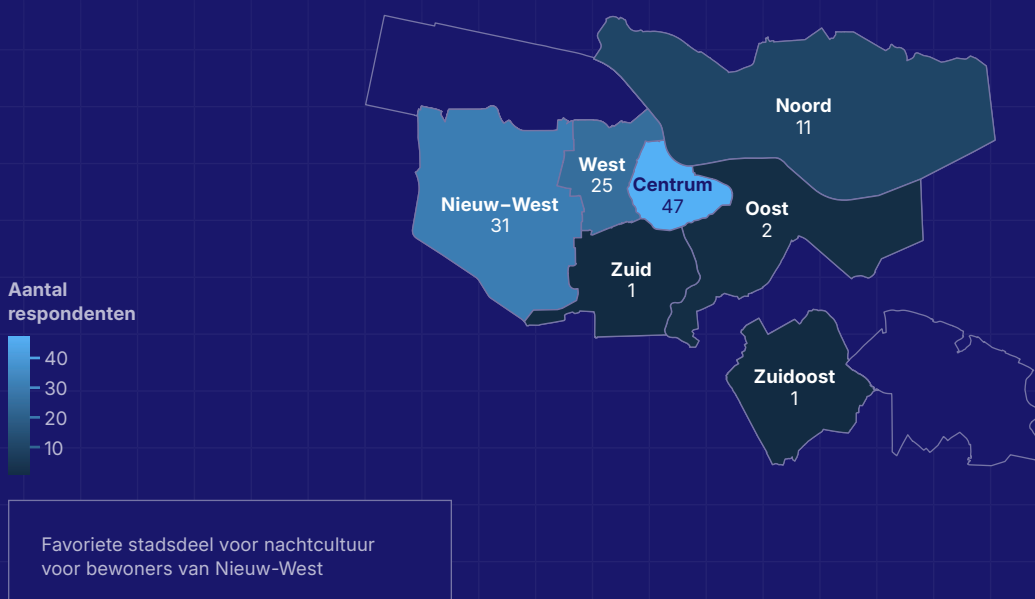 Noord
11
West
25
Centrum
47
Nieuw-West
31
Oost
2
Zuid
1
Aantal
respondenten
40
30
20
10
Zuidoost
1
Favoriete stadsdeel voor nachtcultuur
voor bewoners van Nieuw-West